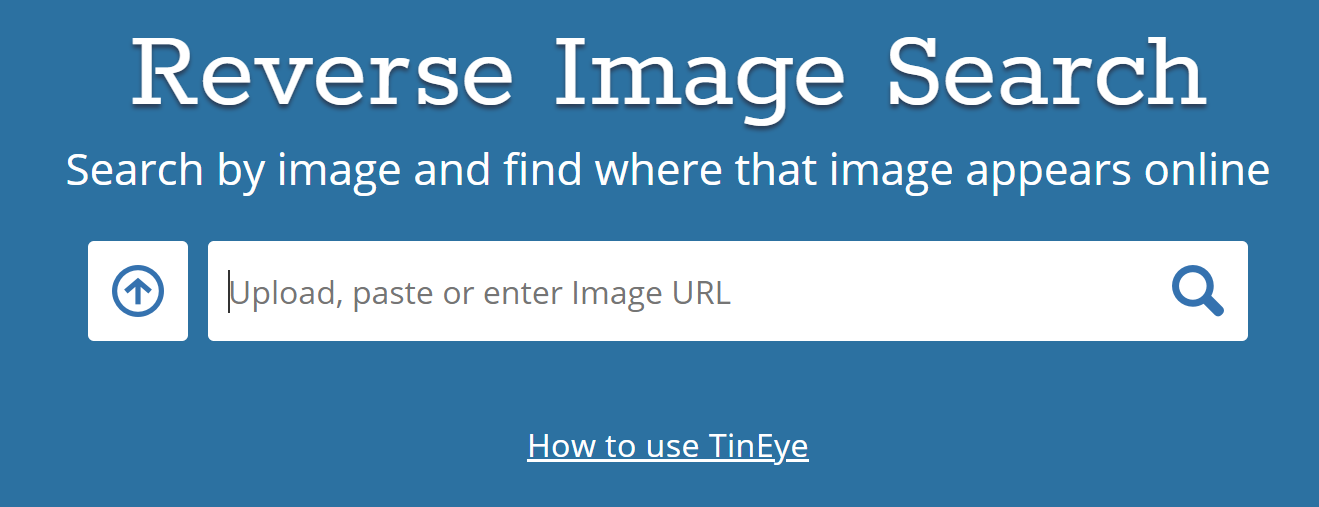 Reverse Image Search
Search by image and find where that image appears online
Upload, paste or enter Image URL
How to use TinEye